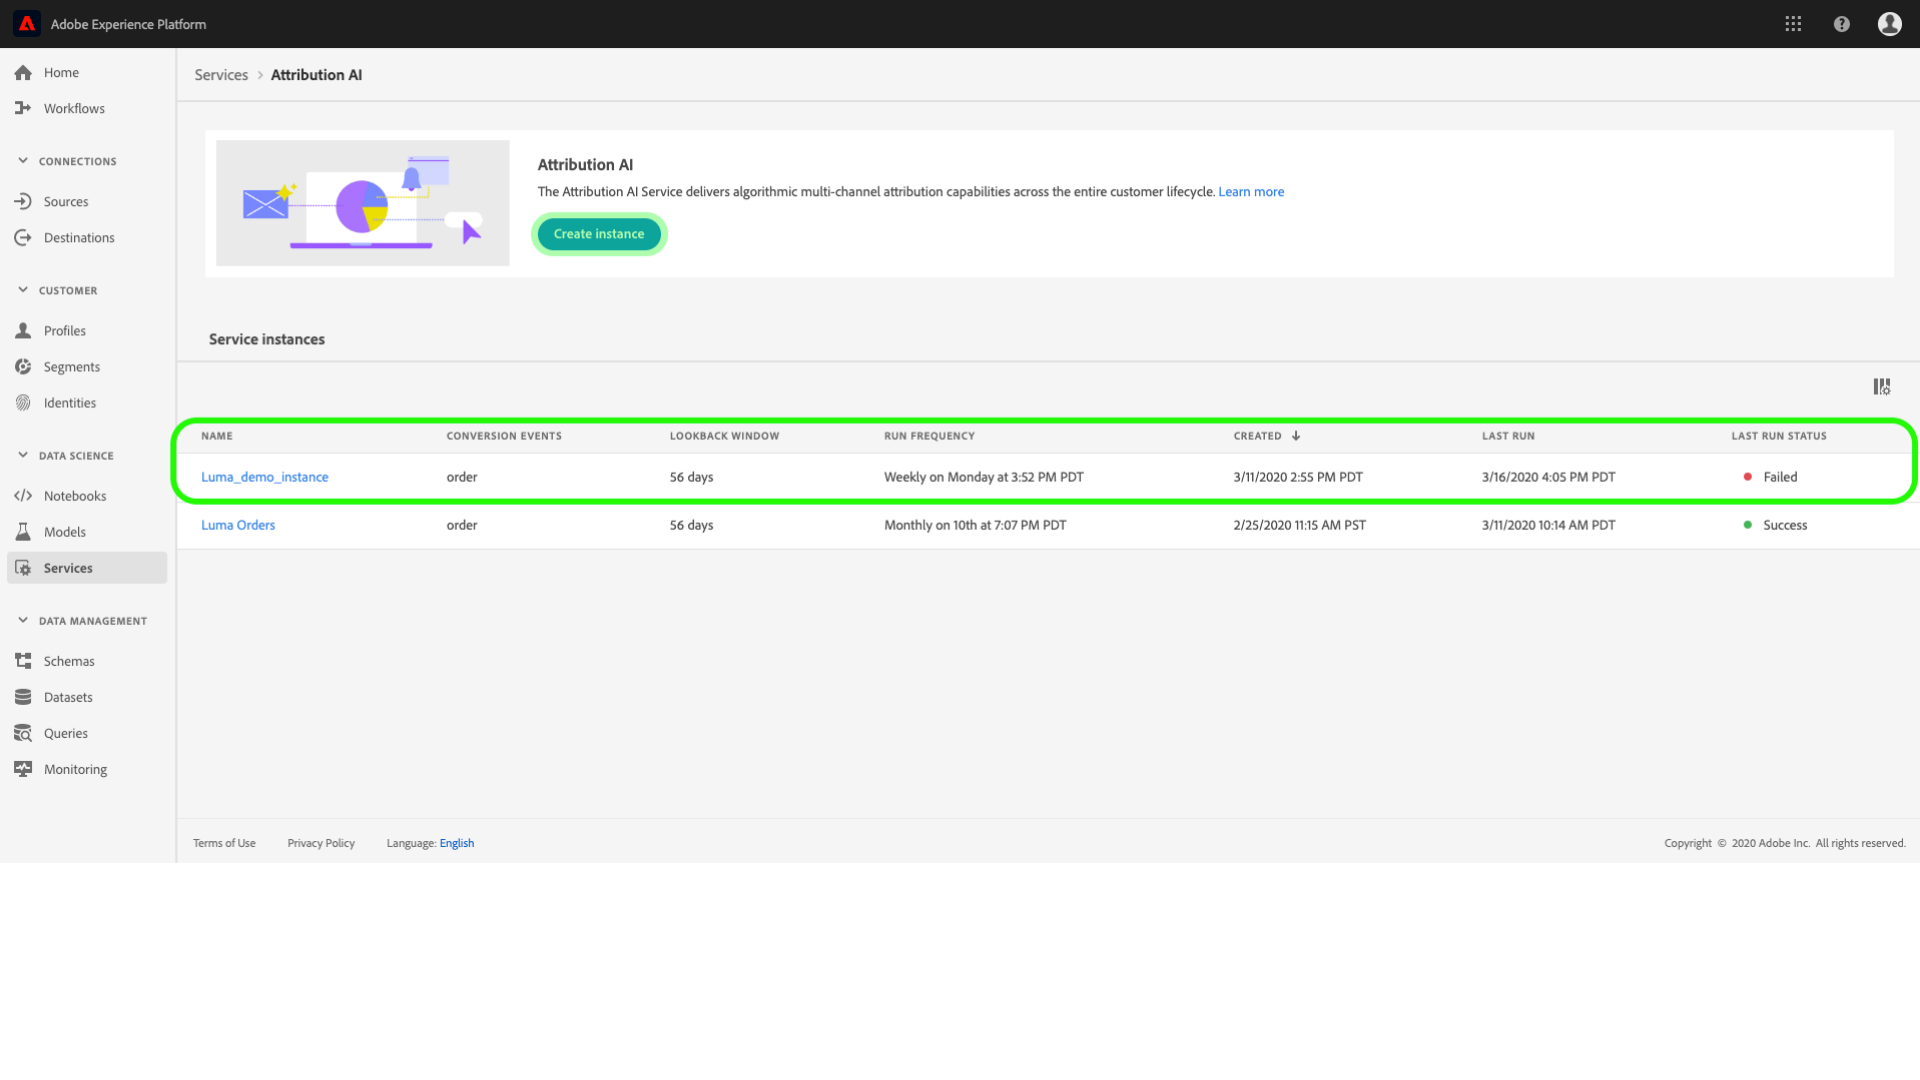 Adobe Experience Platform
Home
Workflows
CONNECTIONS
Sources
Destinations
CUSTOMER
Profiles
Segments
Identities
DATA SCIENCE
Notebooks
Models
Services
DATA MANAGEMENT
Schemas
Datasets
Queries
Monitoring
Services > Attribution AI
Attribution AI
The Attribution AI Service delivers algorithmic multi-channel attribution capabilities across the entire customer lifecycle. Learn more
Create instance
Service instances
NAME CONVERSION EVENTS LOOKBACK WINDOW RUN FREQUENCY CREATED ↓ LAST RUN LAST RUN STATUS
Luma_demo_instance order 56 days Weekly on Monday at 3:52 PM PDT 3/11/2020 2:55 PM PDT 3/16/2020 4:05 PM PDT Failed
Luma Orders order 56 days Monthly on 10th at 7:07 PM PDT 2/25/2020 11:15 AM PST 3/11/2020 10:14 AM PDT Success
Terms of Use Privacy Policy Language: English Copyright © 2020 Adobe Inc. All rights reserved.